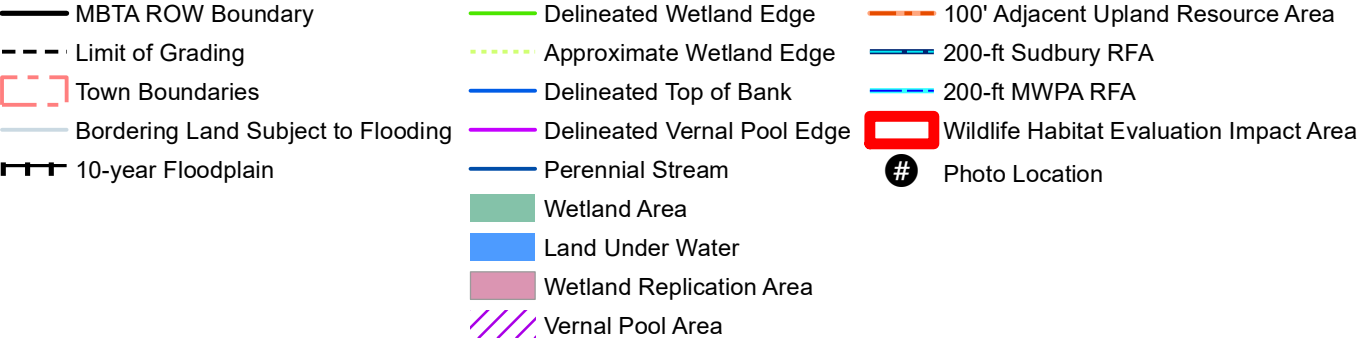 MBTA ROW Boundary
Limit of Grading
Town Boundaries
Bordering Land Subject to Flooding
10-year Floodplain
Delineated Wetland Edge
Approximate Wetland Edge
Delineated Top of Bank
Delineated Vernal Pool Edge
Perennial Stream
Wetland Area
Land Under Water
Wetland Replication Area
Vernal Pool Area
100' Adjacent Upland Resource Area
200-ft Sudbury RFA
200-ft MWPA RFA
Wildlife Habitat Evaluation Impact Area
# Photo Location